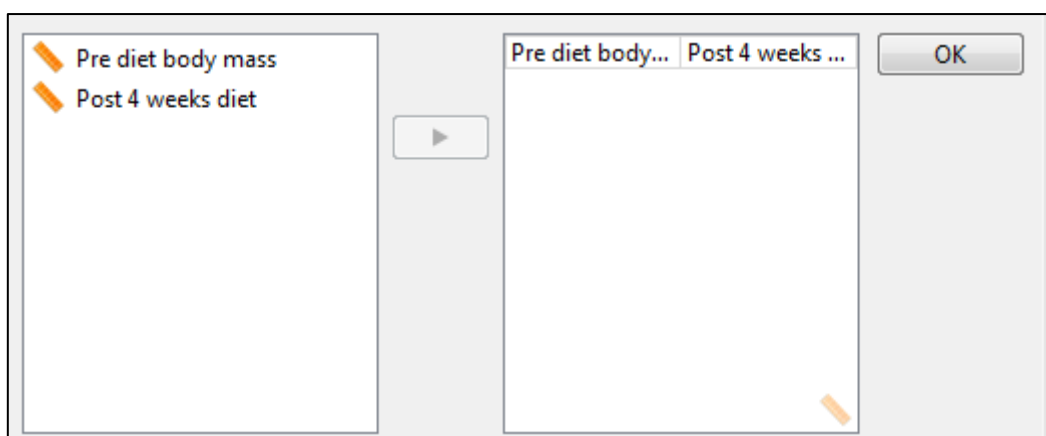 Pre diet body mass
Post 4 weeks diet
Pre diet body... Post 4 weeks ...
OK